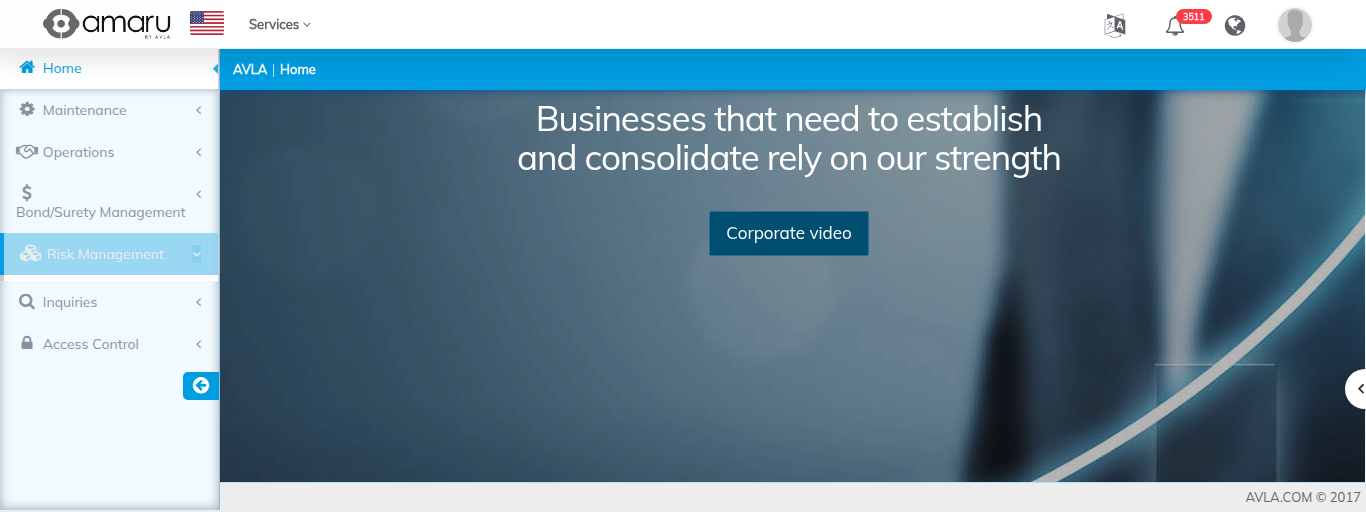 amaru
BY AVLA
Services
3511
Home
AVLA | Home
Maintenance
Operations
Bond/Surety Management
Risk Management
Inquiries
Access Control
Businesses that need to establish
and consolidate rely on our strength
Corporate video
AVLA.COM © 2017